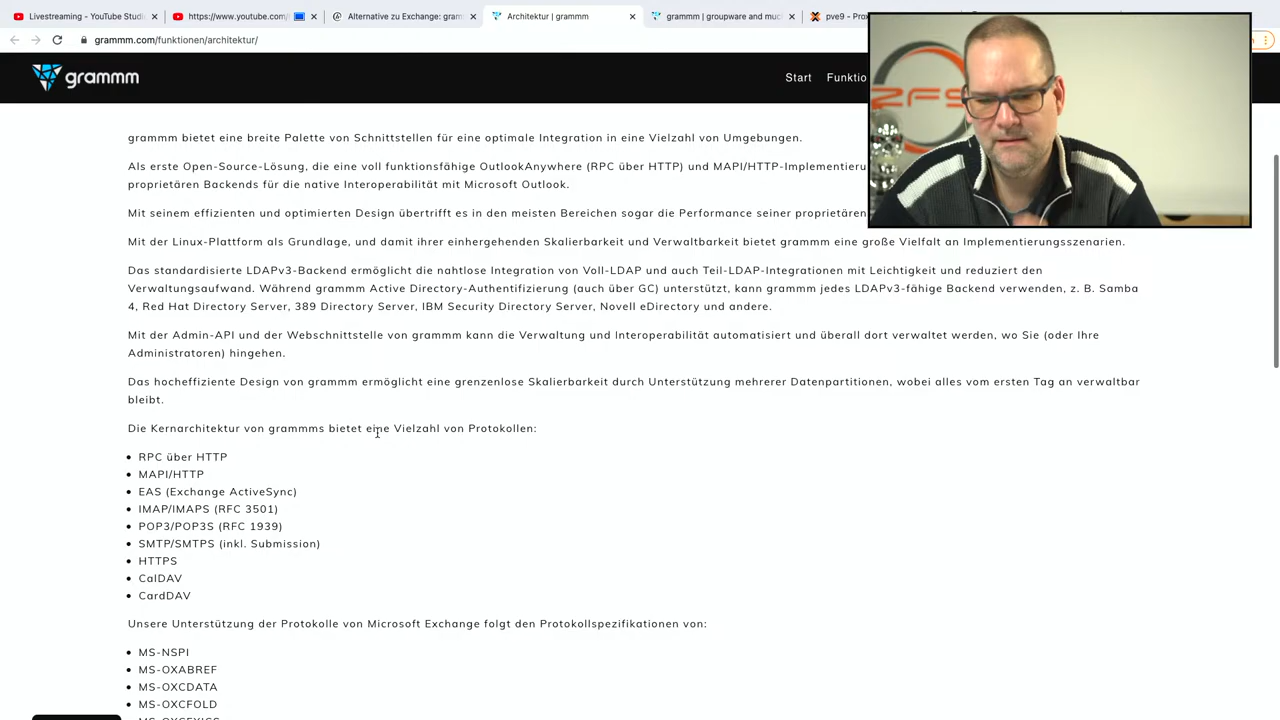 Livestreaming - YouTube Studi
https://www.youtube.com/
Alternative zu Exchange: gram
Architektur | grammm
grammm | groupware and muc
pve9 - Prox
grammm.com/funktionen/architektur/
grammm
Start
Funktio
ZFS
grammm bietet eine breite Palette von Schnittstellen für eine optimale Integration in eine Vielzahl von Umgebungen.
Als erste Open-Source-Lösung, die eine voll funktionsfähige OutlookAnywhere (RPC über HTTP) und MAPI/HTTP-Implementieru
proprietären Backends für die native Interoperabilität mit Microsoft Outlook.
Mit seinem effizienten und optimierten Design übertrifft es in den meisten Bereichen sogar die Performance seiner proprietären
Mit der Linux-Plattform als Grundlage, und damit ihrer einhergehenden Skalierbarkeit und Verwaltbarkeit bietet grammm eine große Vielfalt an Implementierungsszenarien.
Das standardisierte LDAPv3-Backend ermöglicht die nahtlose Integration von Voll-LDAP und auch Teil-LDAP-Integrationen mit Leichtigkeit und reduziert den
Verwaltungsaufwand. Während grammm Active Directory-Authentifizierung (auch über GC) unterstützt, kann grammm jedes LDAPv3-fähige Backend verwenden, z. B. Samba
4, Red Hat Directory Server, 389 Directory Server, IBM Security Directory Server, Novell eDirectory und andere.
Mit der Admin-API und der Webschnittstelle von grammm kann die Verwaltung und Interoperabilität automatisiert und überall dort verwaltet werden, wo Sie (oder Ihre
Administratoren) hingehen.
Das hocheffiziente Design von grammm ermöglicht eine grenzenlose Skalierbarkeit durch Unterstützung mehrerer Datenpartitionen, wobei alles vom ersten Tag an verwaltbar
bleibt.
Die Kernarchitektur von grammms bietet eine Vielzahl von Protokollen:
• RPC über HTTP
• MAPI/HTTP
• EAS (Exchange ActiveSync)
• IMAP/IMAPS (RFC 3501)
• POP3/POP3S (RFC 1939)
• SMTP/SMTPS (inkl. Submission)
• HTTPS
• CalDAV
• CardDAV
Unsere Unterstützung der Protokolle von Microsoft Exchange folgt den Protokollspezifikationen von:
• MS-NSPI
• MS-OXABREF
• MS-OXCDATA
• MS-OXCFOLD